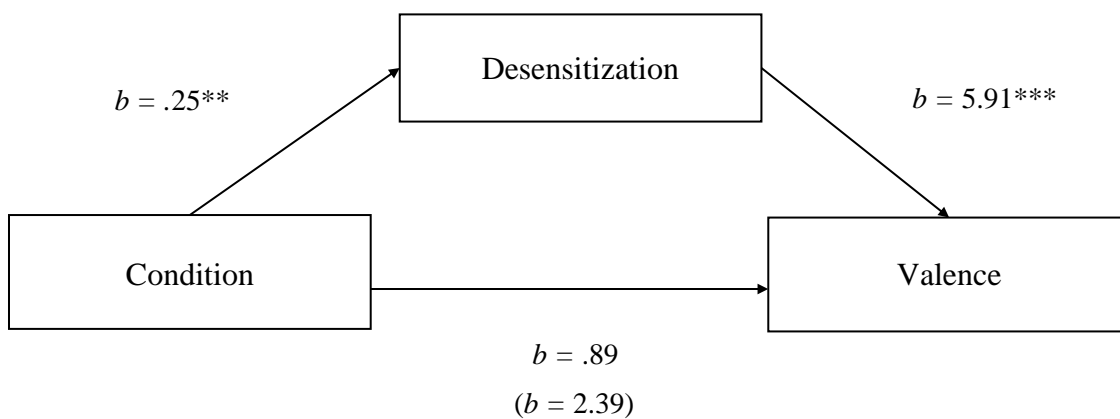 Desensitization
b = .25**
b = 5.91***
Condition
Valence
b = .89
(b = 2.39)